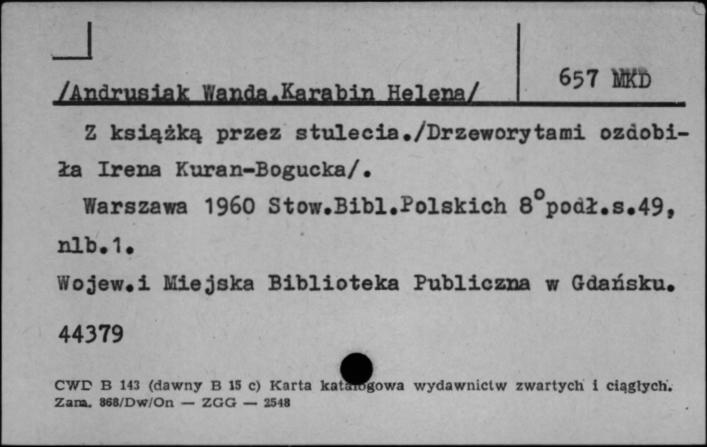 657 MKD
/Andrusiak Wanda,Karabin Helena/
Z książką przez stulecia./Drzeworytami ozdobi-
ła Irena Kuran-Bogucka/.
Warszawa 1960 Stow.Bibl.Polskich 8°podł.s.49,
nlb.1.
Wojew.i Miejska Biblioteka Publiczna w Gdańsku.
44379
CWD B 143 (dawny B 15 c) Karta katalogowa wydawnictw zwartych i ciągłych.
Zam. 868/Dw/On — ZGG — 2548